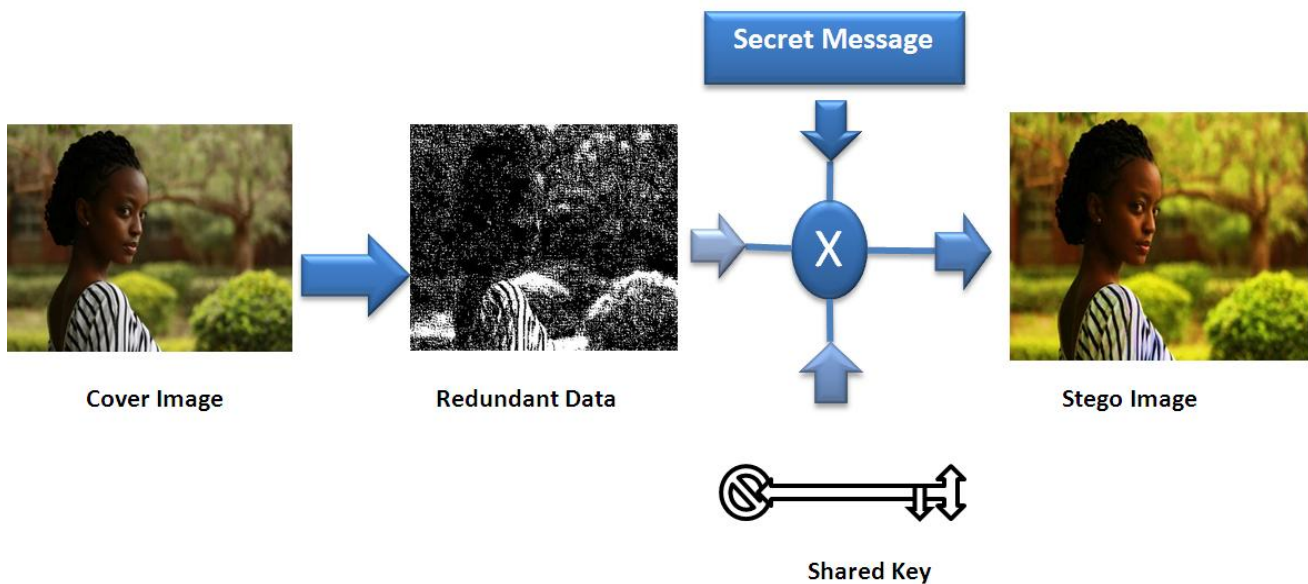 Secret Message
X
Cover Image
Redundant Data
Stego Image
Shared Key